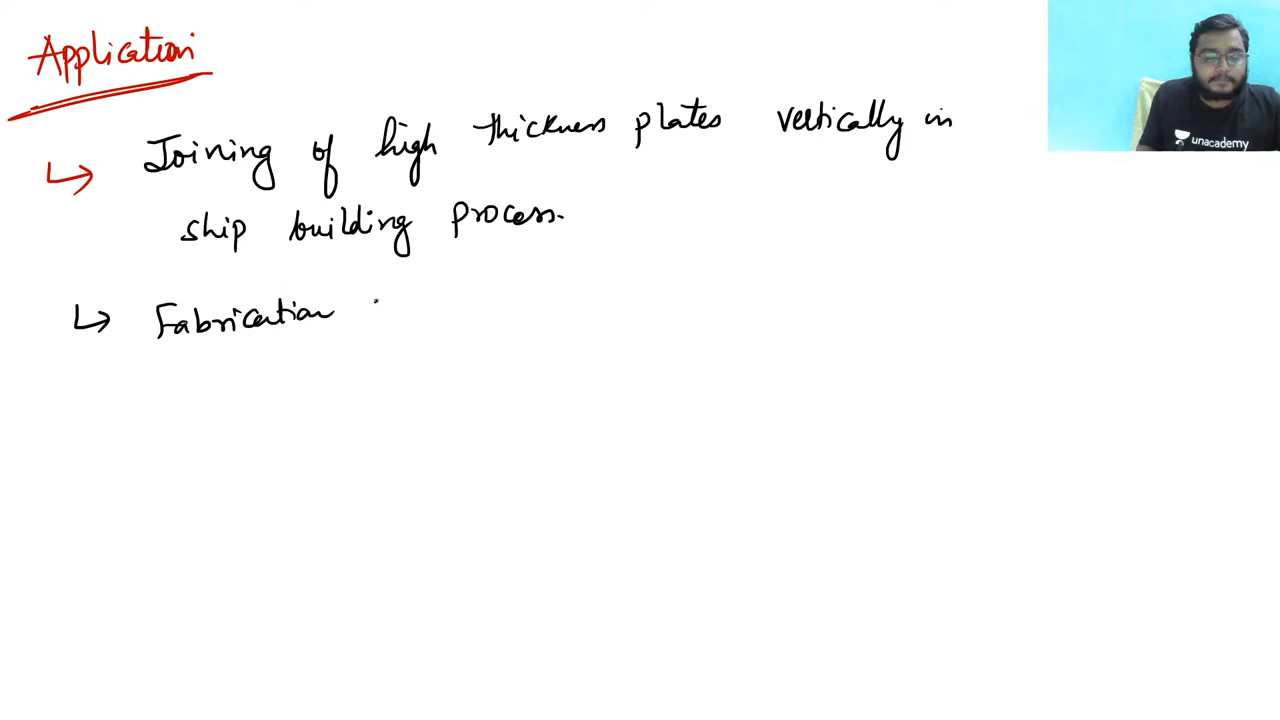 Application
Joining of high thickness plates vertically in
ship building process.
Fabrication
unacademy